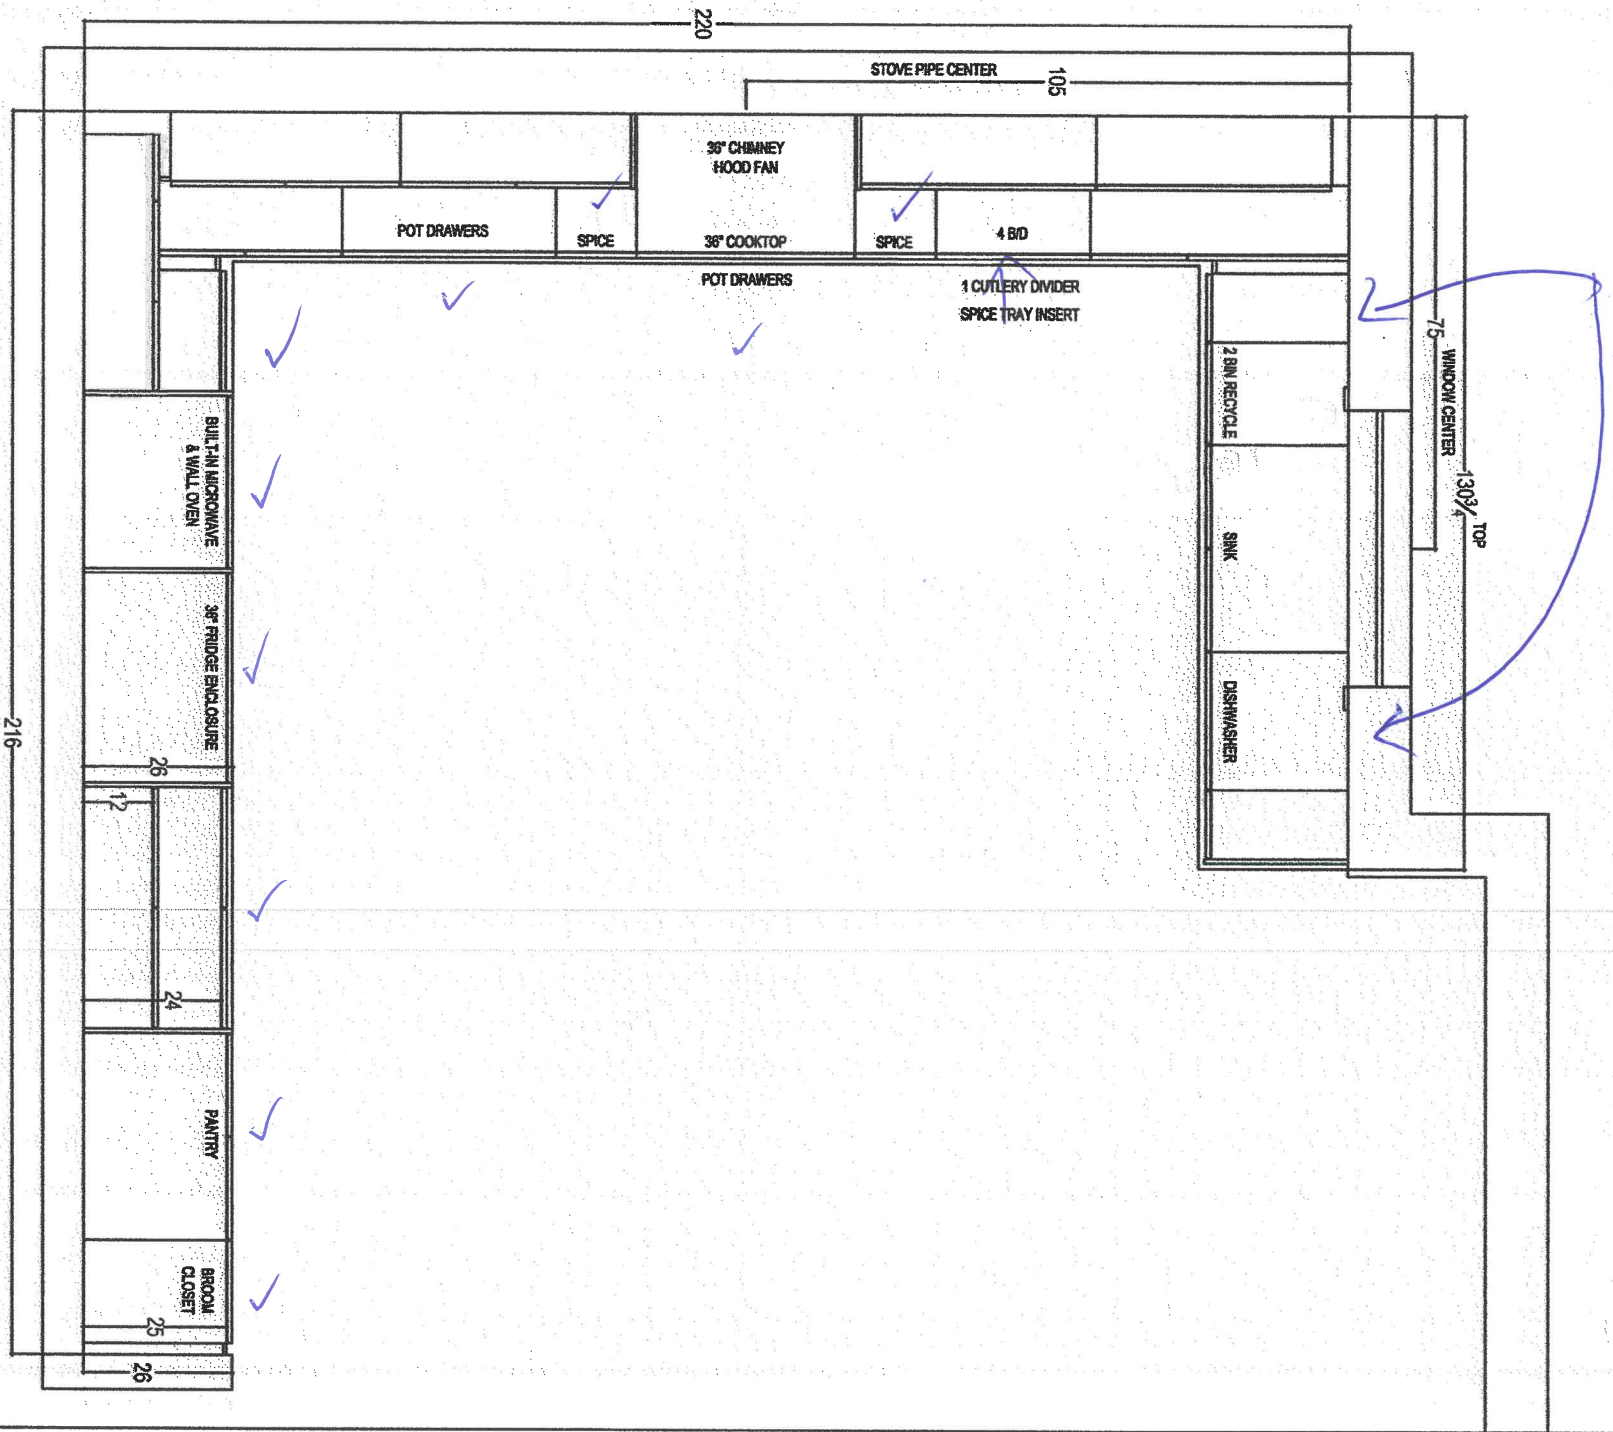 220
STOVE PIPE CENTER
105
36" CHIMNEY
HOOD FAN
POT DRAWERS
SPICE
36" COOKTOP
SPICE
4 B/D
POT DRAWERS
1 CUTLERY DIVIDER
SPICE TRAY INSERT
75
WINDOW CENTER
130¾ TOP
2 BIN RECYCLE
SINK
DISHWASHER
BUILT-IN MICROWAVE
& WALL OVEN
36" FRIDGE ENCLOSURE
216
26
12
24
PANTRY
BROOM
CLOSET
25
26